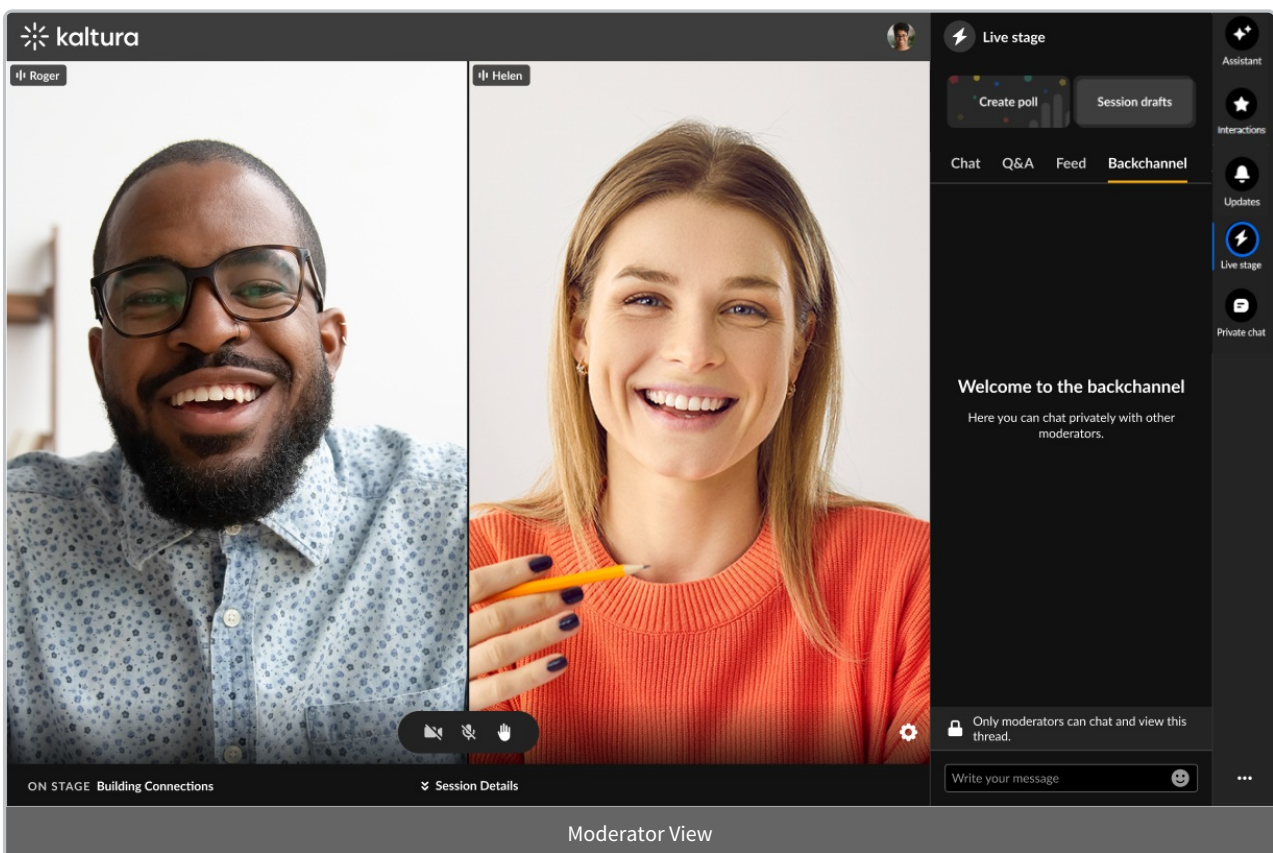 kaltura
Roger
Helen
Live stage
Create poll
Session drafts
Chat Q&A Feed Backchannel
Welcome to the backchannel
Here you can chat privately with other
moderators.
Only moderators can chat and view this
thread.
Write your message
Assistant
Interactions
Updates
Live stage
Private chat
ON STAGE Building Connections
Session Details
Moderator View